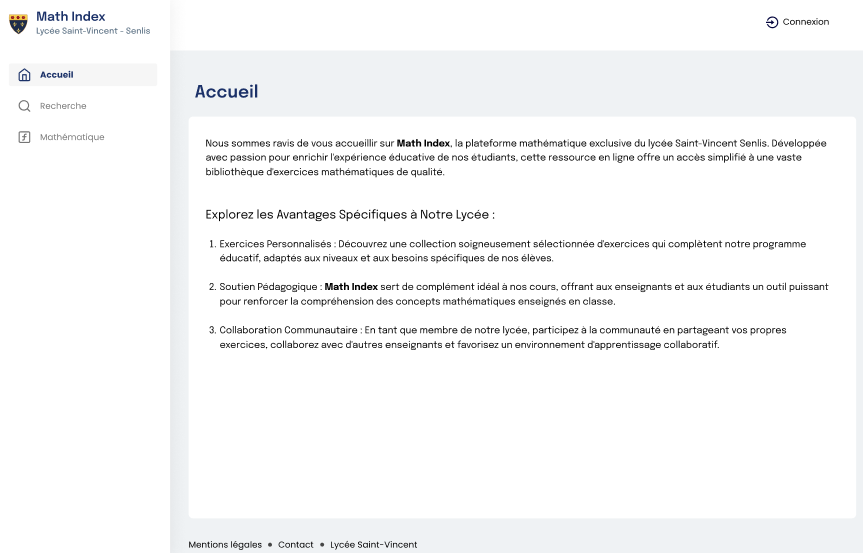 Math Index
Lycée Saint-Vincent - Senlis
Connexion
Accueil
Recherche
Mathématique
Accueil
Nous sommes ravis de vous accueillir sur Math Index, la plateforme mathématique exclusive du lycée Saint-Vincent Senlis. Développée
avec passion pour enrichir l'expérience éducative de nos étudiants, cette ressource en ligne offre un accès simplifié à une vaste
bibliothèque d'exercices mathématiques de qualité.
Explorez les Avantages Spécifiques à Notre Lycée :
1. Exercices Personnalisés : Découvrez une collection soigneusement sélectionnée d'exercices qui complètent notre programme
éducatif, adaptés aux niveaux et aux besoins spécifiques de nos élèves.
2. Soutien Pédagogique : Math Index sert de complément idéal à nos cours, offrant aux enseignants et aux étudiants un outil puissant
pour renforcer la compréhension des concepts mathématiques enseignés en classe.
3. Collaboration Communautaire : En tant que membre de notre lycée, participez à la communauté en partageant vos propres
exercices, collaborez avec d'autres enseignants et favorisez un environnement d'apprentissage collaboratif.
Mentions légales • Contact • Lycée Saint-Vincent